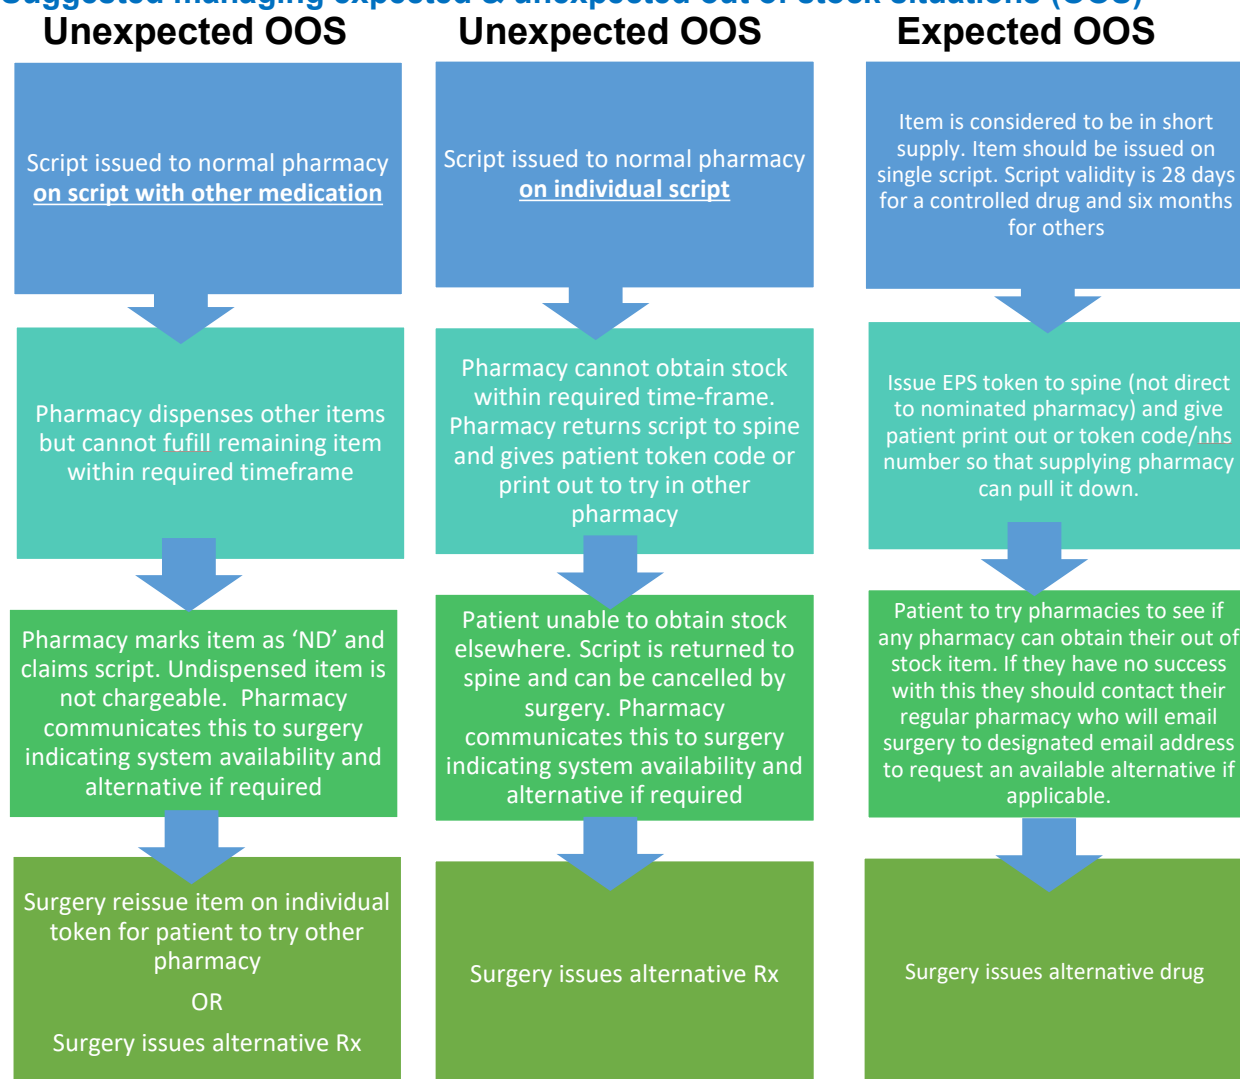 Suggested managing expected & unexpected out of stock situations (OOS)
Unexpected OOS
Script issued to normal pharmacy
on script with other medication
Pharmacy dispenses other items
but cannot fufill remaining item
within required timeframe
Pharmacy marks item as ‘ND’ and
claims script. Undispensed item is
not chargeable. Pharmacy
communicates this to surgery
indicating system availability and
alternative if required
Surgery reissue item on individual
token for patient to try other
pharmacy
OR
Surgery issues alternative Rx
Unexpected OOS
Script issued to normal pharmacy
on individual script
Pharmacy cannot obtain stock
within required time-frame.
Pharmacy returns script to spine
and gives patient token code or
print out to try in other
pharmacy
Patient unable to obtain stock
elsewhere. Script is returned to
spine and can be cancelled by
surgery. Pharmacy
communicates this to surgery
indicating system availability and
alternative if required
Surgery issues alternative Rx
Expected OOS
Item is considered to be in short
supply. Item should be issued on
single script. Script validity is 28 days
for a controlled drug and six months
for others
Issue EPS token to spine (not direct
to nominated pharmacy) and give
patient print out or token code/nhs
number so that supplying pharmacy
can pull it down.
Patient to try pharmacies to see if
any pharmacy can obtain their out of
stock item. If they have no success
with this they should contact their
regular pharmacy who will email
surgery to designated email address
to request an available alternative if
applicable.
Surgery issues alternative drug